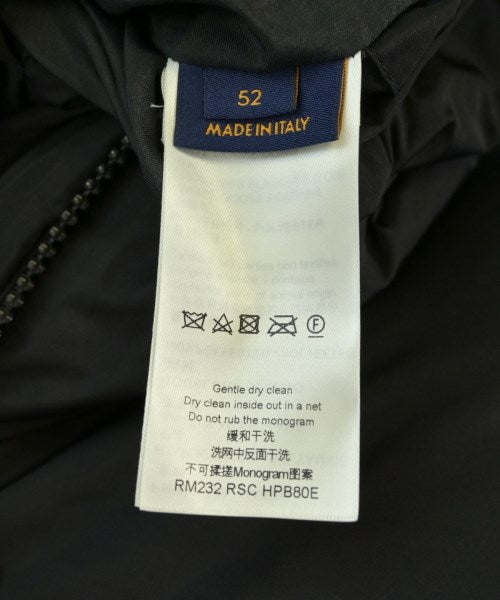 52
MADE IN ITALY
F
Gentle dry clean
Dry clean inside out in a net
Do not rub the monogram
缓和干洗
洗网中反面干洗
不可揉搓Monogram图案
RM232 RSC HPB80E